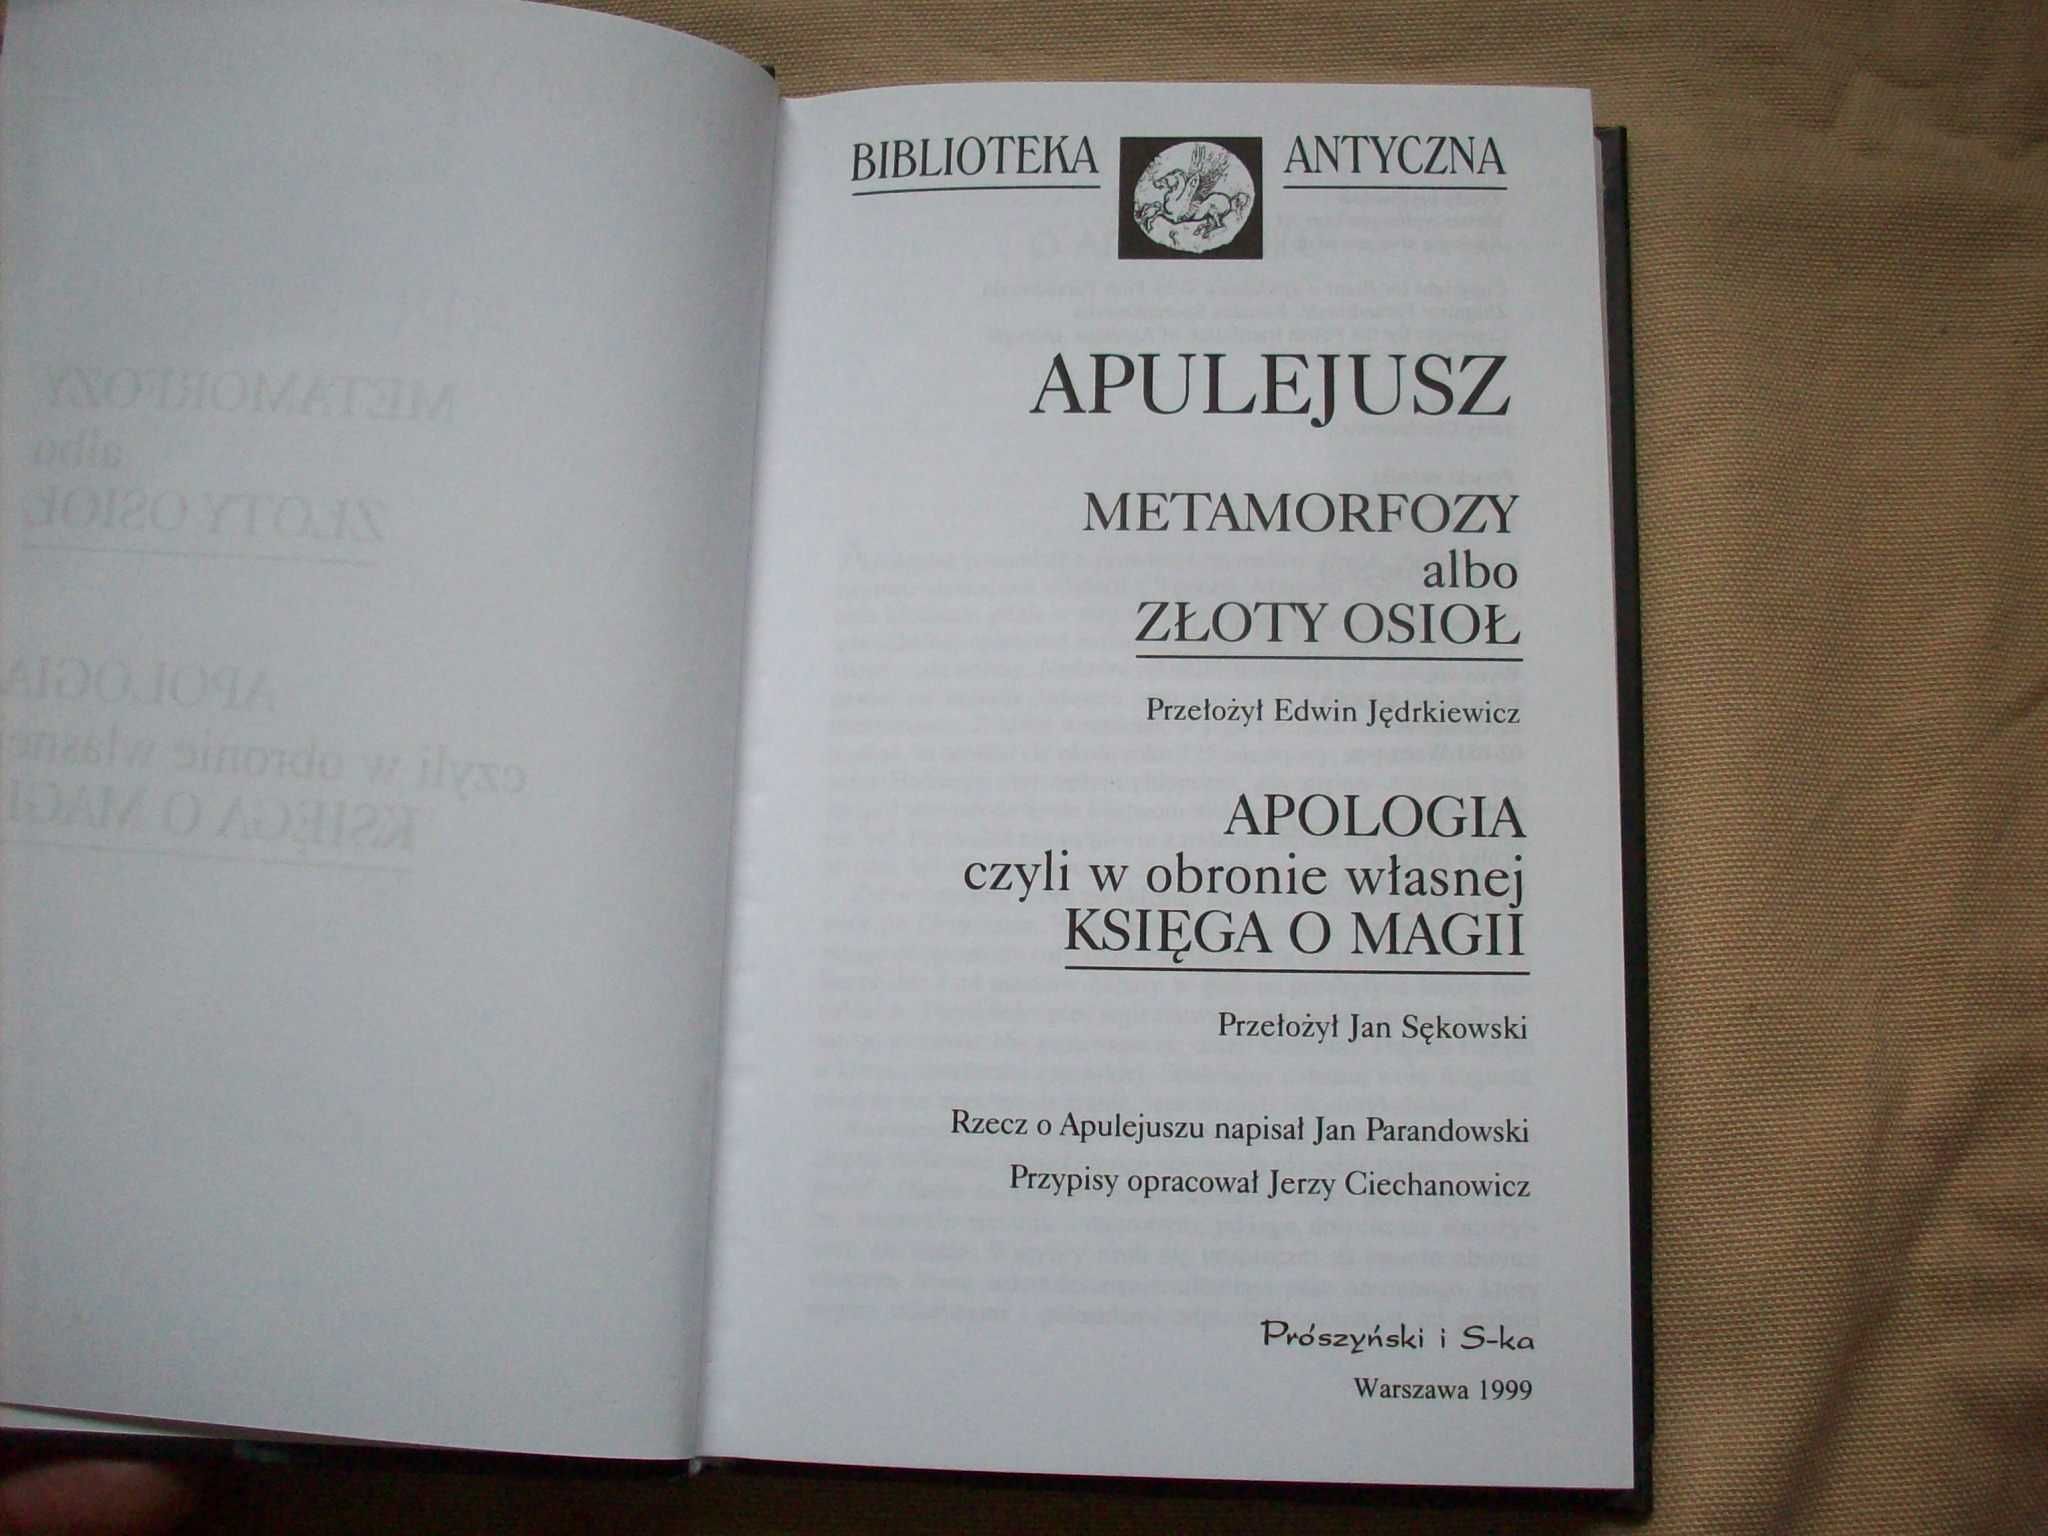 BIBLIOTEKA ANTYCZNA
APULEJUSZ
METAMORFOZY
albo
ZŁOTY OSIOŁ
Przełożył Edwin Jędrkiewicz
APOLOGIA
czyli w obronie własnej
KSIĘGA O MAGII
Przełożył Jan Sękowski
Rzecz o Apulejuszu napisał Jan Parandowski
Przypisy opracował Jerzy Ciechanowicz
Prószyński i S-ka
Warszawa 1999